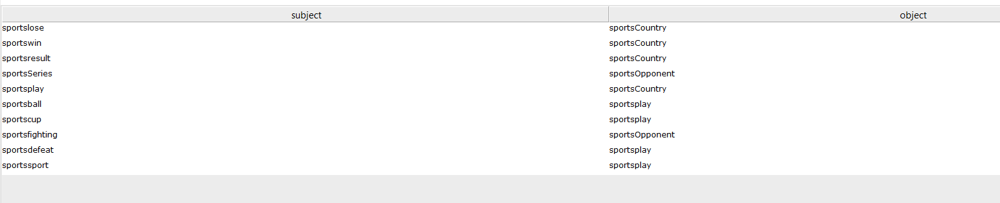 subject object
sportslose sportsCountry
sportswin sportsCountry
sportsresult sportsCountry
sportsSeries sportsOpponent
sportsplay sportsCountry
sportsball sportsplay
sportscup sportsplay
sportsfighting sportsOpponent
sportsdefeat sportsplay
sportssport sportsplay